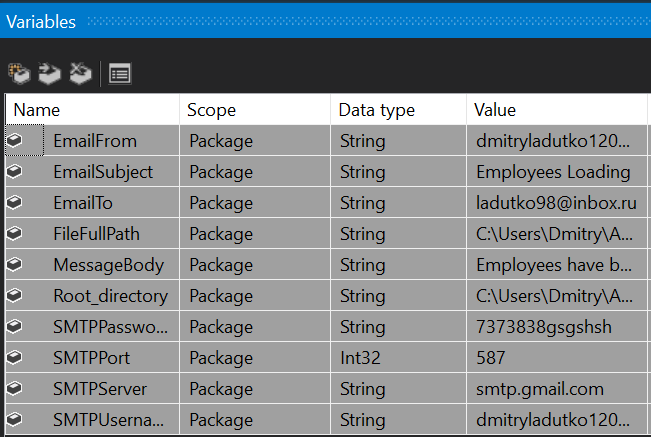 Variables
Name Scope Data type Value
EmailFrom Package String dmitryladutko120...
EmailSubject Package String Employees Loading
EmailTo Package String ladutko98@inbox.ru
FileFullPath Package String C:\Users\Dmitry\A...
MessageBody Package String Employees have b...
Root_directory Package String C:\Users\Dmitry\A...
SMTPPasswo... Package String 7373838gsgshsh
SMTPPort Package Int32 587
SMTPServer Package String smtp.gmail.com
SMTPUserna... Package String dmitryladutko120...